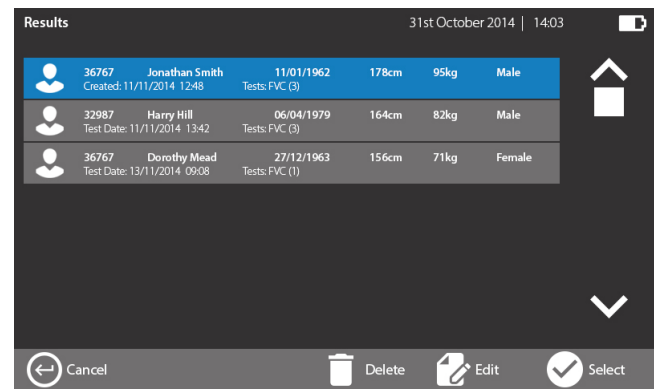 Results 31st October 2014 | 14:03
36767 Jonathan Smith 11/01/1962 178cm 95kg Male
Created: 11/11/2014 12:48 Tests: FVC (3)
32987 Harry Hill 06/04/1979 164cm 82kg Male
Test Date: 11/11/2014 13:42 Tests: FVC (3)
36767 Dorothy Mead 27/12/1963 156cm 71kg Female
Test Date: 13/11/2014 09:08 Tests: FVC (1)
Cancel Delete Edit Select